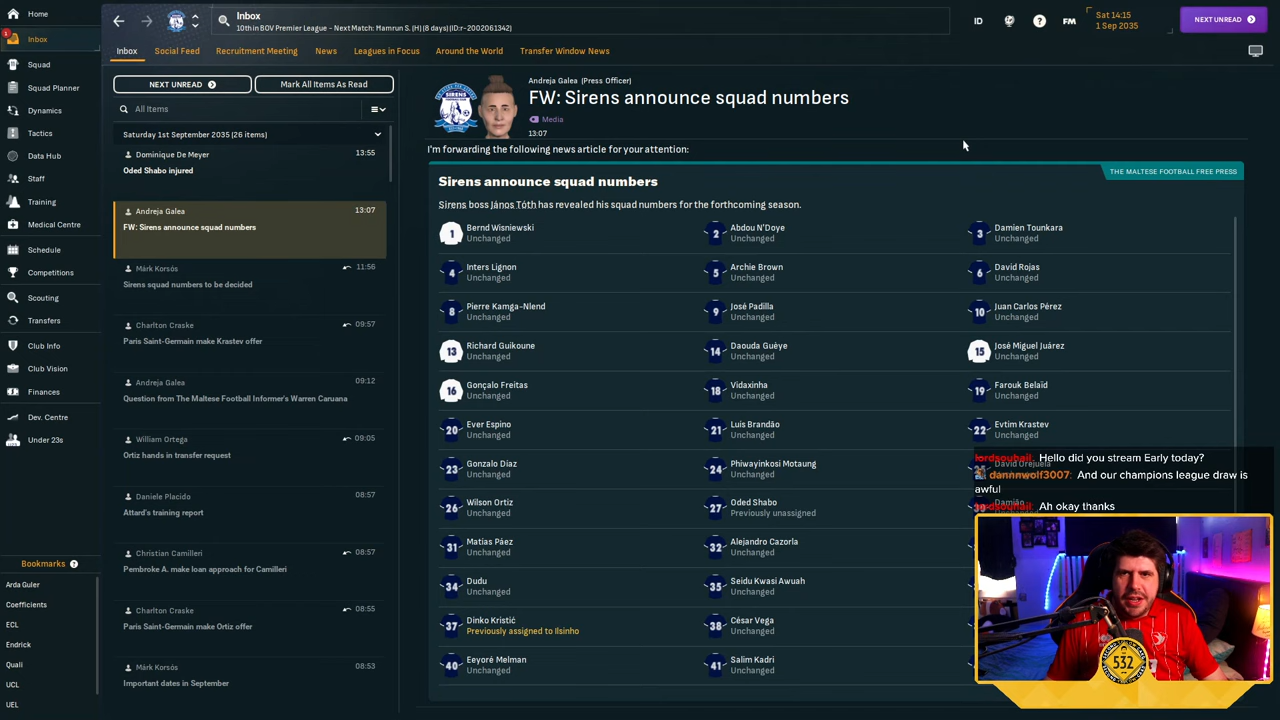 Home
Inbox
10th in BOV Premier League - Next Match: Mamrun S. (H) (8 days) (ID:r-2002061342)
ID
FM
Sat 14:15
1 Sep 2035
NEXT UNREAD
1
Inbox
Squad
Squad Planner
Dynamics
Tactics
Data Hub
Staff
Training
Medical Centre
Schedule
Competitions
Scouting
Transfers
Club Info
Club Vision
Finances
Dev. Centre
Under 23s
Bookmarks
Arda Guler
Coefficients
ECL
Endrick
Quali
UCL
UEL
Inbox
Social Feed
Recruitment Meeting
News
Leagues in Focus
Around the World
Transfer Window News
NEXT UNREAD
Mark All Items As Read
All Items
Saturday 1st September 2035 (26 items)
Dominique De Meyer 13:55
Oded Shabo injured
Andreja Galea 13:07
FW: Sirens announce squad numbers
Márk Korsós 11:56
Sirens squad numbers to be decided
Charlton Craske 09:57
Paris Saint-Germain make Krastev offer
Andreja Galea 09:12
Question from The Maltese Football Informer's Warren Caruana
William Ortega 09:05
Ortiz hands in transfer request
Daniele Placido 08:57
Attard's training report
Christian Camilleri 08:57
Pembroke A. make loan approach for Camilleri
Charlton Craske 08:55
Paris Saint-Germain make Ortiz offer
Márk Korsós 08:53
Important dates in September
SIRENS
Andreja Galea (Press Officer)
FW: Sirens announce squad numbers
Media
13:07
I'm forwarding the following news article for your attention:
THE MALTESE FOOTBALL FREE PRESS
Sirens announce squad numbers
Sirens boss János Tóth has revealed his squad numbers for the forthcoming season.
1 Bernd Wisniewski
Unchanged
2 Abdou N'Doye
Unchanged
3 Damien Tounkara
Unchanged
4 Inters Lignon
Unchanged
5 Archie Brown
Unchanged
6 David Rojas
Unchanged
8 Pierre Kamga-Nlend
Unchanged
9 José Padilla
Unchanged
10 Juan Carlos Pérez
Unchanged
13 Richard Guikoune
Unchanged
14 Daouda Guèye
Unchanged
15 José Miguel Juárez
Unchanged
16 Gonçalo Freitas
Unchanged
18 Vidaxinha
Unchanged
19 Farouk Belaïd
Unchanged
20 Ever Espino
Unchanged
21 Luís Brandão
Unchanged
22 Evtim Krastev
Unchanged
23 Gonzalo Díaz
Unchanged
24 Phiwayinkosi Motaung
Unchanged
David Orejuela
26 Wilson Ortiz
Unchanged
27 Oded Shabo
Previously unassigned
30 Damião
31 Matías Páez
Unchanged
32 Alejandro Cazorla
Unchanged
34 Dudu
Unchanged
35 Seidu Kwasi Awuah
Unchanged
37 Dinko Kristić
Previously assigned to Ilsinho
38 César Vega
Unchanged
40 Eeyoré Melman
Unchanged
41 Salim Kadri
Unchanged
lordsouhail: Hello did you stream Early today?
dannmwolf3007: And our champions league draw is
awful
lordsouhail: Ah okay thanks
532